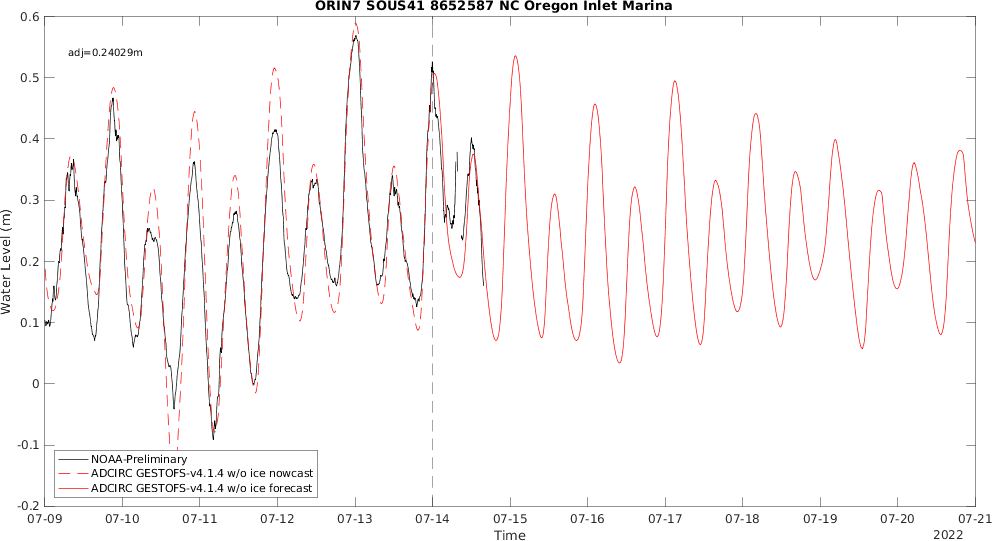 ORIN7 SOUS41 8652587 NC Oregon Inlet Marina
adj=0.24029m
0.6
0.5
0.4
0.3
0.2
0.1
0
-0.1
-0.2
Water Level (m)
NOAA-Preliminary
ADCIRC GESTOFS-v4.1.4 w/o ice nowcast
ADCIRC GESTOFS-v4.1.4 w/o ice forecast
07-09 07-10 07-11 07-12 07-13 07-14 07-15 07-16 07-17 07-18 07-19 07-20 07-21
Time
2022